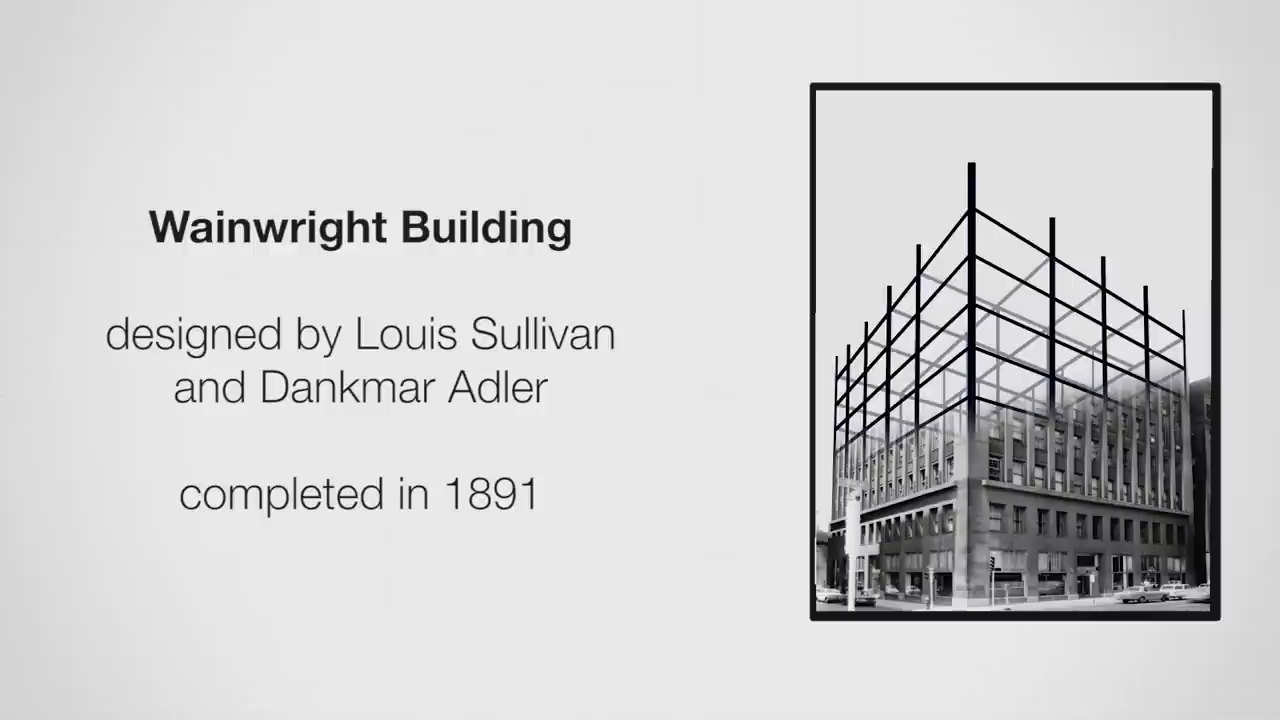 Wainwright Building
designed by Louis Sullivan
and Dankmar Adler
completed in 1891